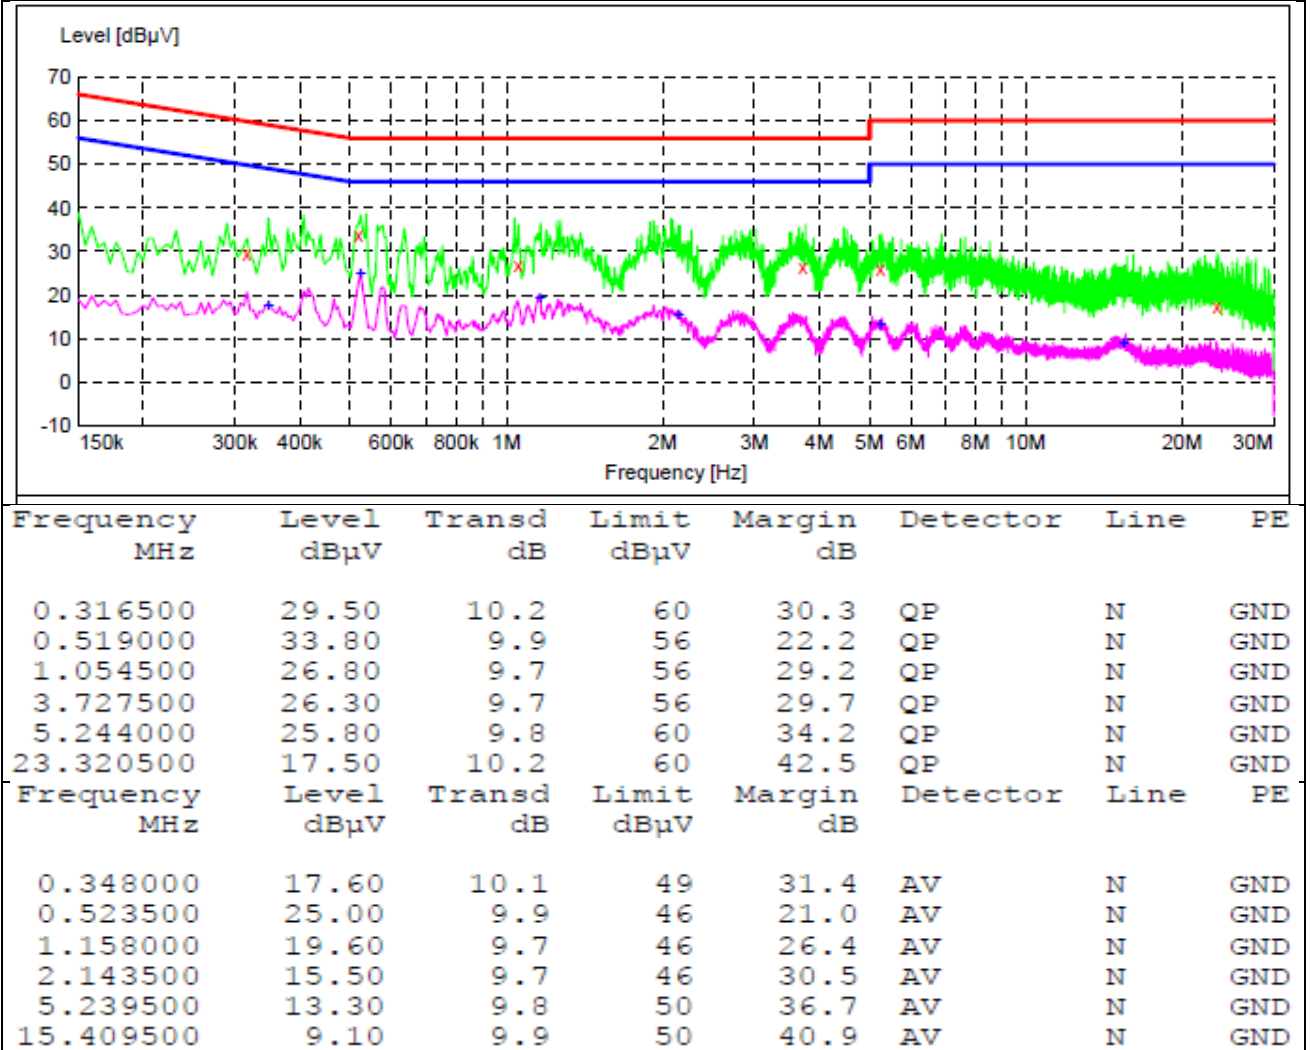 Level [dBµV]
70
60
50
40
30
20
10
0
-10
150k 300k 400k 600k 800k 1M 2M 3M 4M 5M 6M 8M 10M 20M 30M
Frequency [Hz]
Frequency Level Transd Limit Margin Detector Line PE
MHz dBµV dB dBµV dB
0.316500 29.50 10.2 60 30.3 QP N GND
0.519000 33.80 9.9 56 22.2 QP N GND
1.054500 26.80 9.7 56 29.2 QP N GND
3.727500 26.30 9.7 56 29.7 QP N GND
5.244000 25.80 9.8 60 34.2 QP N GND
23.320500 17.50 10.2 60 42.5 QP N GND
Frequency Level Transd Limit Margin Detector Line PE
MHz dBµV dB dBµV dB
0.348000 17.60 10.1 49 31.4 AV N GND
0.523500 25.00 9.9 46 21.0 AV N GND
1.158000 19.60 9.7 46 26.4 AV N GND
2.143500 15.50 9.7 46 30.5 AV N GND
5.239500 13.30 9.8 50 36.7 AV N GND
15.409500 9.10 9.9 50 40.9 AV N GND